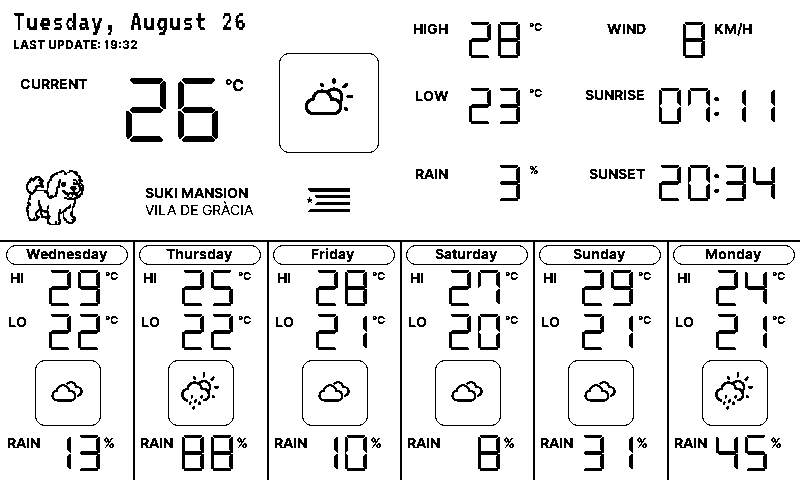 Tuesday, August 26
LAST UPDATE: 19:32
CURRENT 26 °C
SUKI MANSION
VILA DE GRÀCIA
HIGH 28 °C
LOW 23 °C
RAIN 3 %
WIND 8 KM/H
SUNRISE 07:11
SUNSET 20:34
Wednesday
HI 29 °C
LO 22 °C
RAIN 13 %
Thursday
HI 25 °C
LO 22 °C
RAIN 88 %
Friday
HI 28 °C
LO 21 °C
RAIN 10 %
Saturday
HI 27 °C
LO 20 °C
RAIN 8 %
Sunday
HI 29 °C
LO 21 °C
RAIN 31 %
Monday
HI 24 °C
LO 21 °C
RAIN 45 %